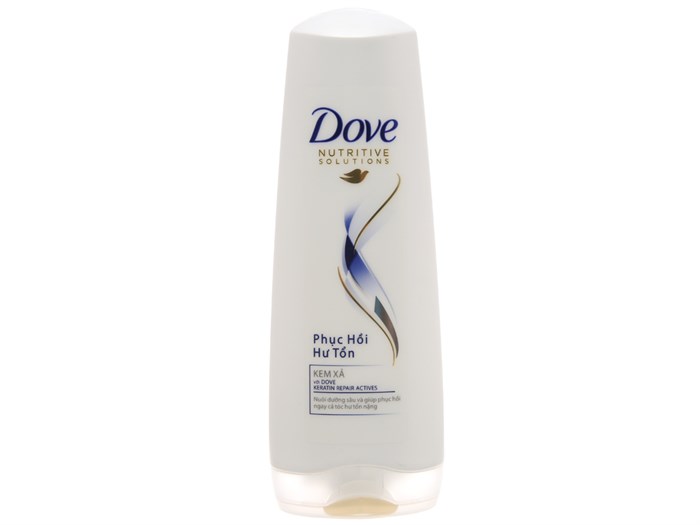 Dove
NUTRITIVE
SOLUTIONS
Phục Hồi
Hư Tổn
KEM XẢ
với DOVE
KERATIN REPAIR ACTIVES
Nuôi dưỡng sâu và giúp phục hồi
ngay cả tóc hư tổn nặng